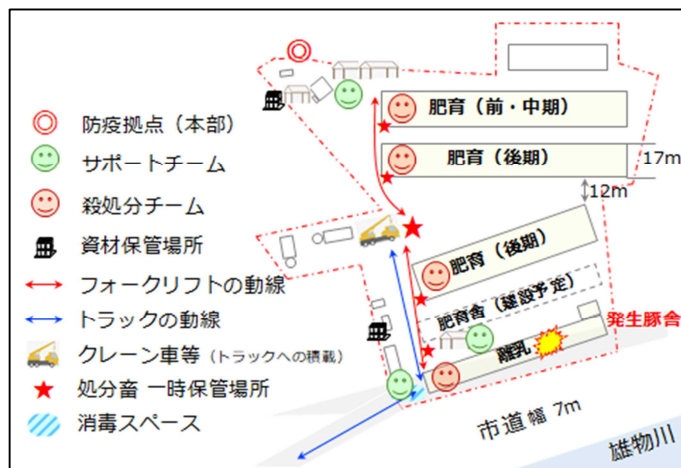 防疫拠点（本部）
サポートチーム
殺処分チーム
資材保管場所
フォークリフトの動線
トラックの動線
クレーン車等（トラックへの積載）
処分畜 一時保管場所
消毒スペース
肥育（前・中期）
肥育（後期）
17m
12m
肥育（後期）
肥育舎（建設予定）
発生豚舎
離乳
市道 幅 7m
雄物川